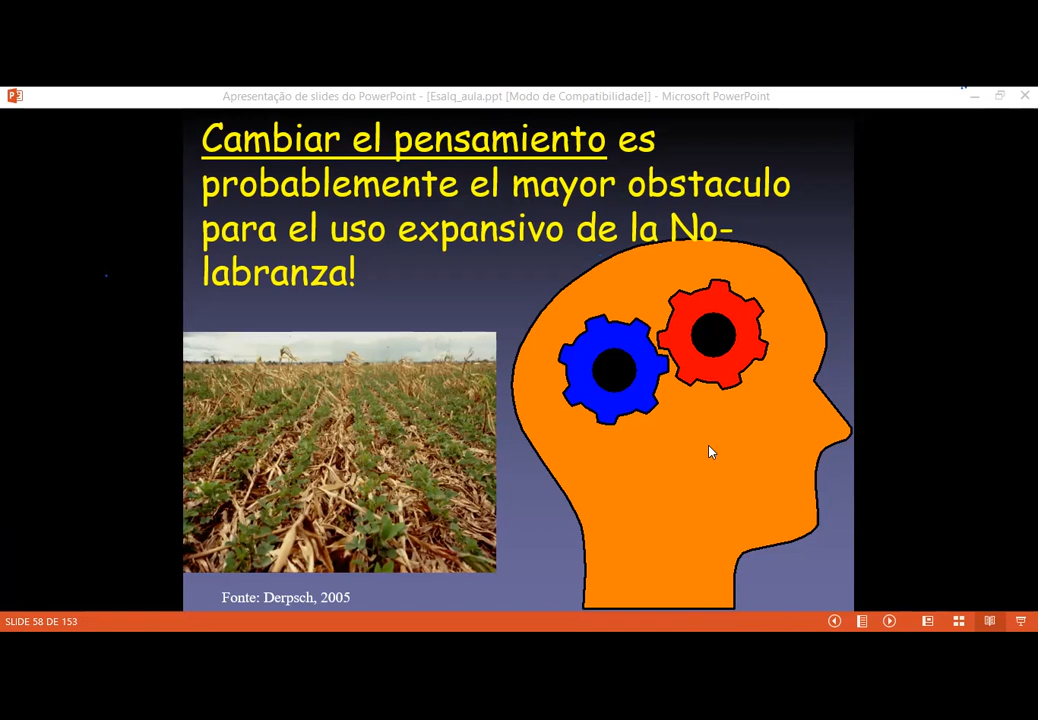 Apresentação de slides do PowerPoint - [Esalq_aula.ppt [Modo de Compatibilidade]] - Microsoft PowerPoint
Cambiar el pensamiento es
probablemente el mayor obstaculo
para el uso expansivo de la No-
labranza!
Fonte: Derpsch, 2005
SLIDE 58 DE 153